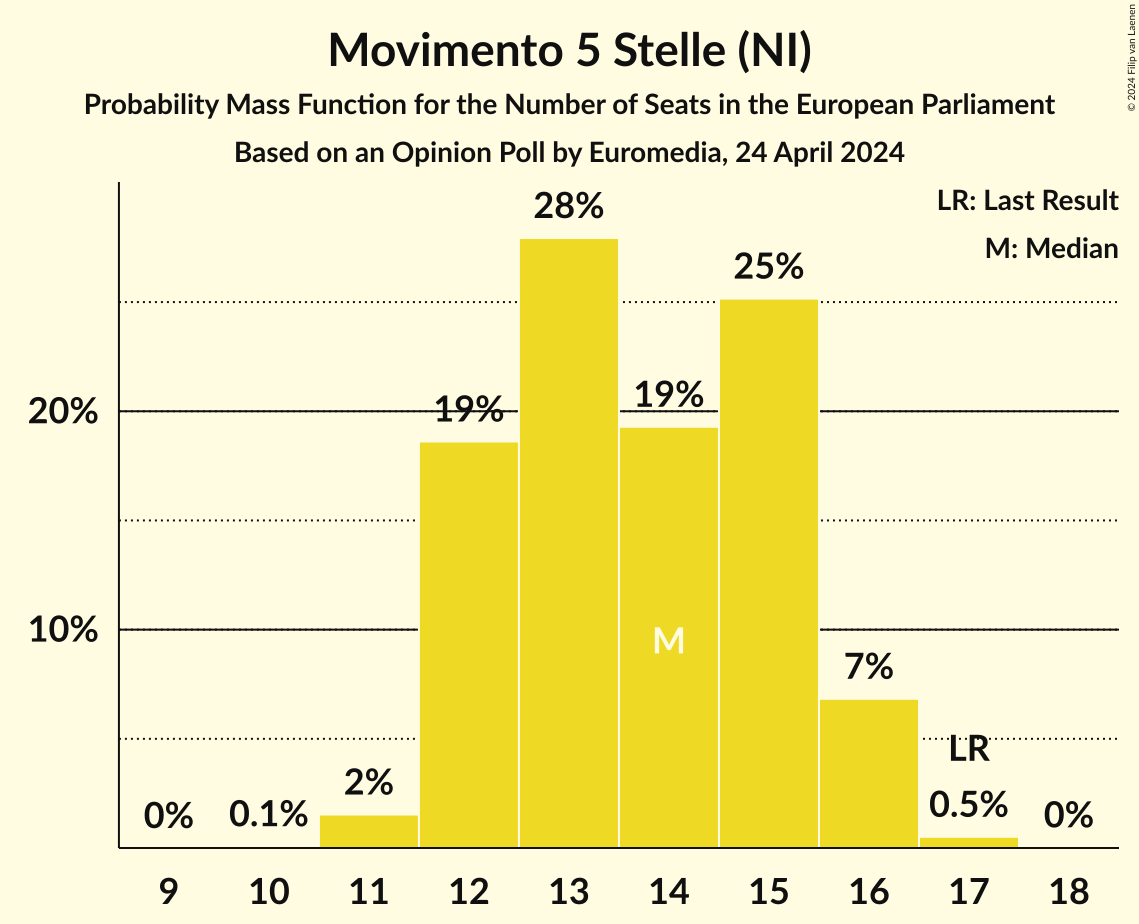 Movimento 5 Stelle (NI)
Probability Mass Function for the Number of Seats in the European Parliament
Based on an Opinion Poll by Euromedia, 24 April 2024
© 2024 Filip van Laenen
LR: Last Result
M: Median
28%
25%
20%
19%
19%
10%
M
7%
LR
2%
0%
0.1%
0.5%
0%
9 10 11 12 13 14 15 16 17 18